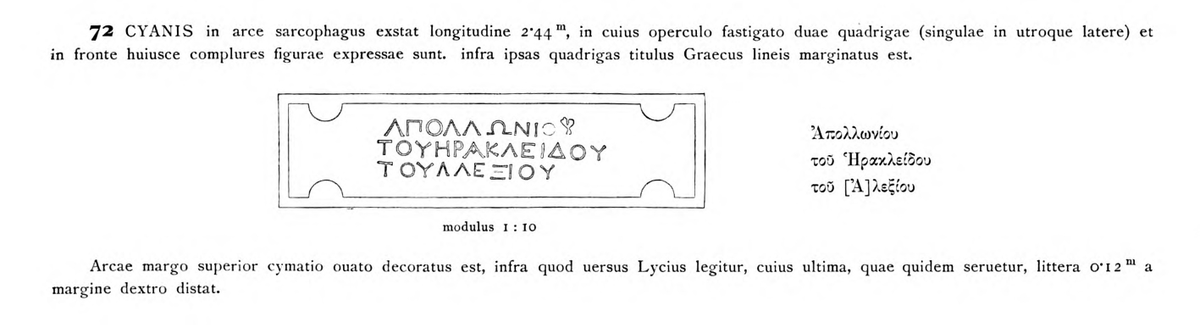 72 CYANIS in arce sarcophagus exstat longitudine 2·44 m, in cuius operculo fastigato duae quadrigae (singulae in utroque latere) et
in fronte huiusce complures figurae expressae sunt. infra ipsas quadrigas titulus Graecus lineis marginatus est.
ΑΠΟΛΛΩΝΙΟΥ
ΤΟΥΗΡΑΚΛΕΙΔΟΥ
ΤΟΥΛΛΕΞΙΟΥ
Ἀπολλωνίου
τοῦ Ἡρακλείδου
τοῦ [Ἀ]λεξίου
modulus 1 : 10
Arcae margo superior cymatio ouato decoratus est, infra quod uersus Lycius legitur, cuius ultima, quae quidem seruetur, littera 0·12 m a
margine dextro distat.